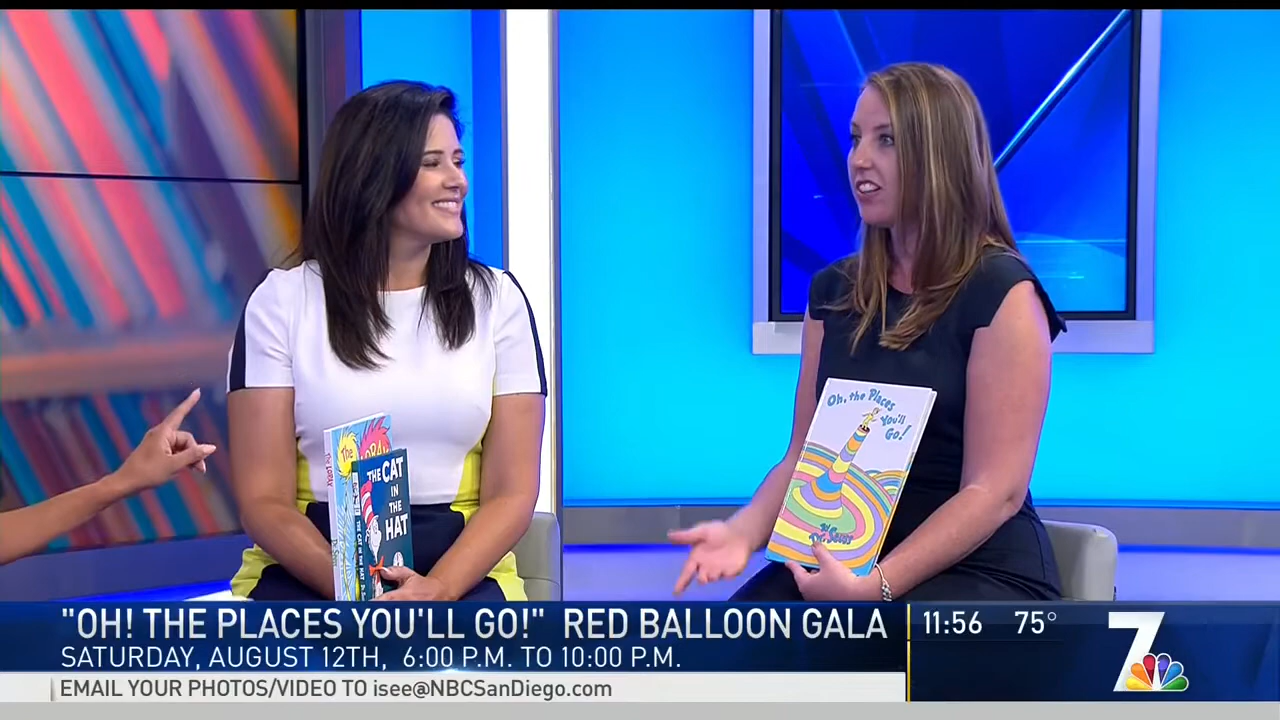 Oh, the Places
You'll
Go!
by
Dr. Seuss
The
LORAX
THE LORAX
THE CAT
IN
THE
HAT
THE CAT IN THE HAT
"OH! THE PLACES YOU'LL GO!" RED BALLOON GALA
SATURDAY, AUGUST 12TH, 6:00 P.M. TO 10:00 P.M.
11:56 75°
7
EMAIL YOUR PHOTOS/VIDEO TO isee@NBCSanDiego.com